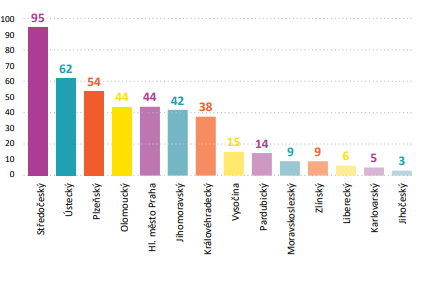 100
90
80
70
60
50
40
30
20
10
0
95
62
54
44
44
42
38
15
14
9
9
6
5
3
Středočeský
Ústecký
Plzeňský
Olomoucký
Hl. město Praha
Jihomoravský
Královéhradecký
Vysočina
Pardubický
Moravskoslezský
Zlínský
Liberecký
Karlovarský
Jihočeský